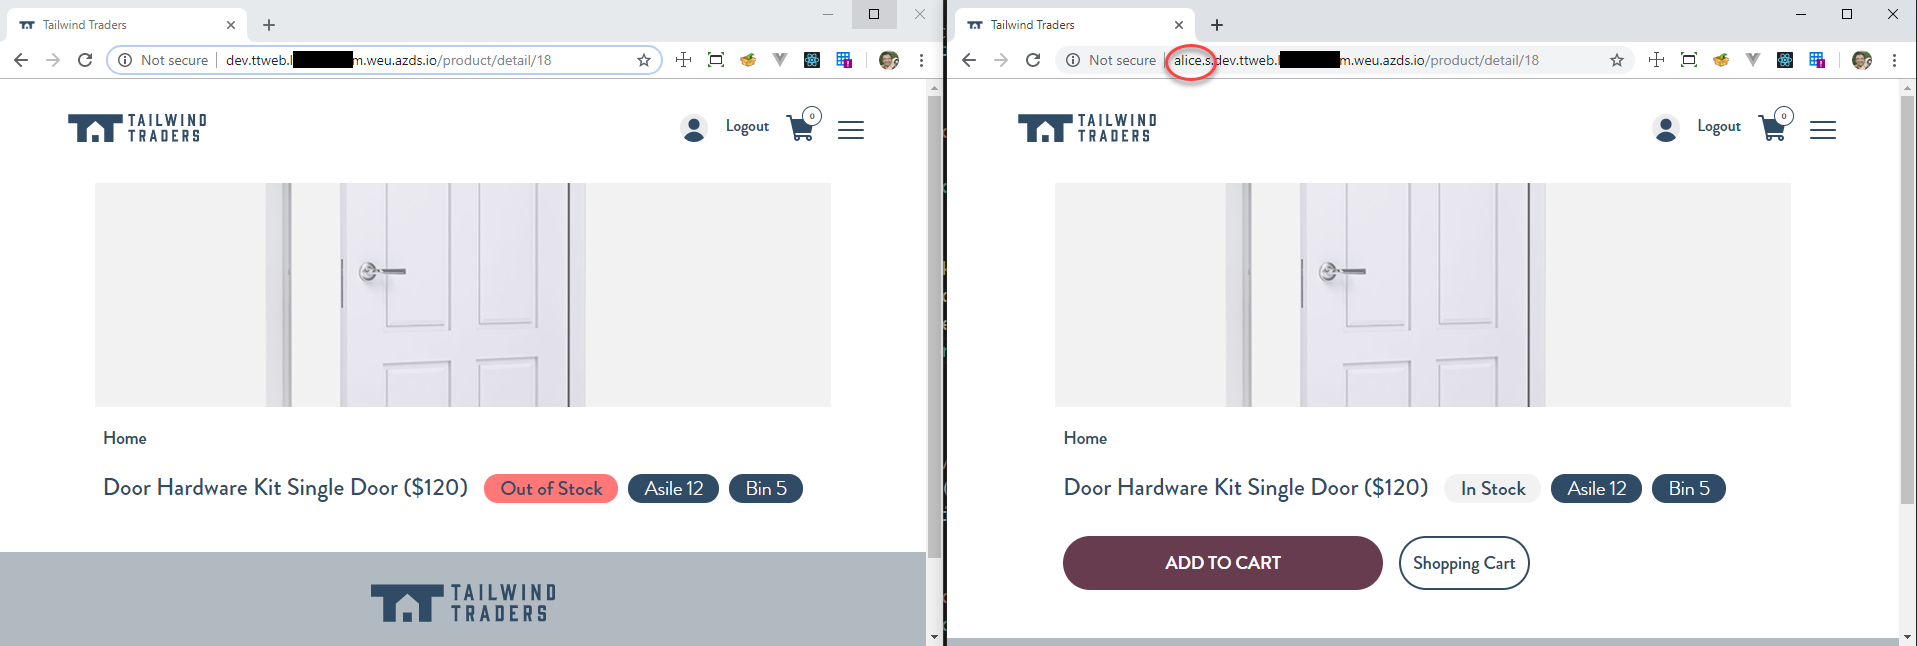 Tailwind Traders
Not secure
dev.ttweb.l
m.weu.azds.io/product/detail/18
TAILWIND
TRADERS
Logout
0
Home
Door Hardware Kit Single Door ($120)
Out of Stock
Asile 12
Bin 5
TAILWIND
TRADERS
Tailwind Traders
Not secure
alice.s.dev.ttweb.l
m.weu.azds.io/product/detail/18
TAILWIND
TRADERS
Logout
0
Home
Door Hardware Kit Single Door ($120)
In Stock
Asile 12
Bin 5
ADD TO CART
Shopping Cart